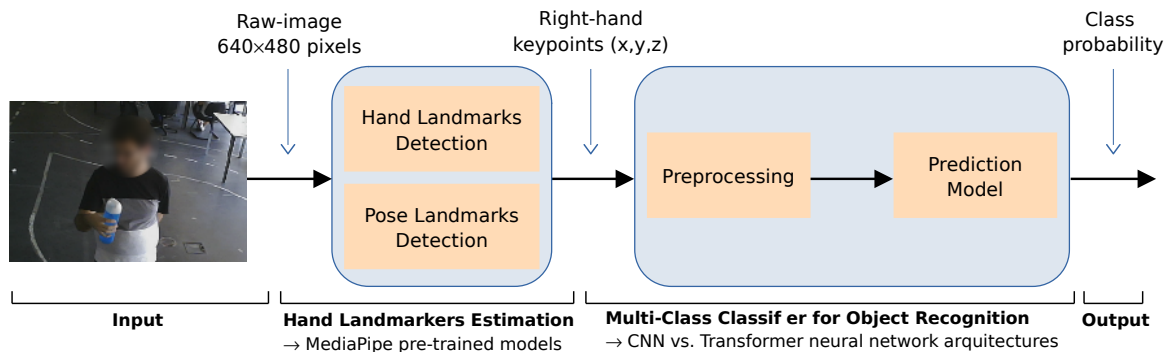 Raw-image
640×480 pixels
Right-hand
keypoints (x,y,z)
Class
probability
Hand Landmarks
Detection
Pose Landmarks
Detection
Preprocessing
Prediction
Model
Input
Hand Landmarkers Estimation
→ MediaPipe pre-trained models
Multi-Class Classif er for Object Recognition
→ CNN vs. Transformer neural network arquitectures
Output